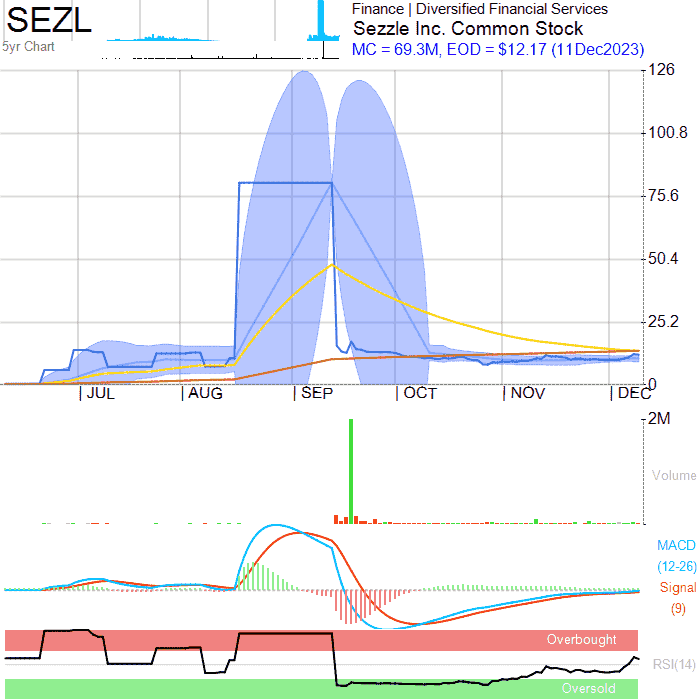 SEZL
5yr Chart
Finance | Diversified Financial Services
Sezzle Inc. Common Stock
MC = 69.3M, EOD = $12.17 (11Dec2023)
126
100.8
75.6
50.4
25.2
0
JUL AUG SEP OCT NOV DEC
2M
Volume
MACD
(12-26)
Signal
(9)
Overbought
RSI(14)
Oversold